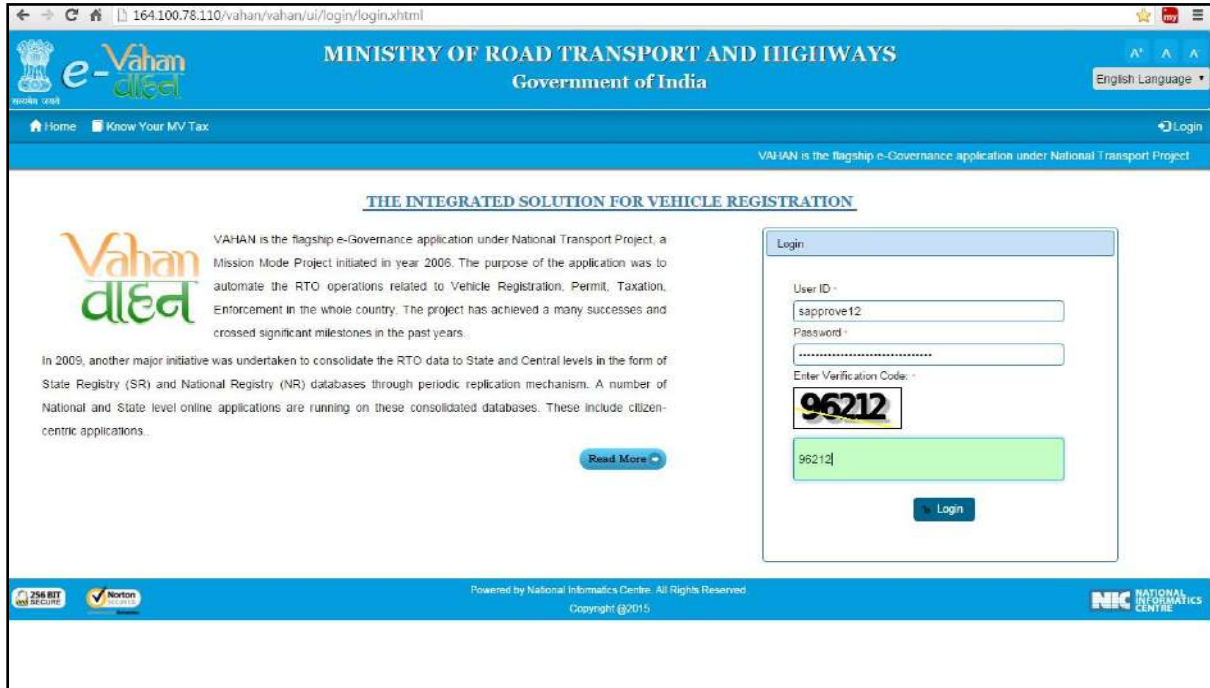 164.100.78.110/vahan/vahan/ui/login/login.xhtml
my
सत्यमेव जयते
e-Vahan
वाहन
MINISTRY OF ROAD TRANSPORT AND HIGHWAYS
Government of India
A+ A A-
English Language
Home Know Your MV Tax Login
VAHAN is the flagship e-Governance application under National Transport Project
THE INTEGRATED SOLUTION FOR VEHICLE REGISTRATION
Vahan
वाहन
VAHAN is the flagship e-Governance application under National Transport Project, a
Mission Mode Project initiated in year 2006. The purpose of the application was to
automate the RTO operations related to Vehicle Registration, Permit, Taxation,
Enforcement in the whole country. The project has achieved a many successes and
crossed significant milestones in the past years.
In 2009, another major initiative was undertaken to consolidate the RTO data to State and Central levels in the form of
State Registry (SR) and National Registry (NR) databases through periodic replication mechanism. A number of
National and State level online applications are running on these consolidated databases. These include citizen-
centric applications..
Read More
Login
User ID
sapprove12
Password
Enter Verification Code:
96212
96212
Login
256 BIT
SECURE
Norton
SECURED
Powered by National Informatics Centre. All Rights Reserved
Copyright @2015
NIC NATIONAL
INFORMATICS
CENTRE